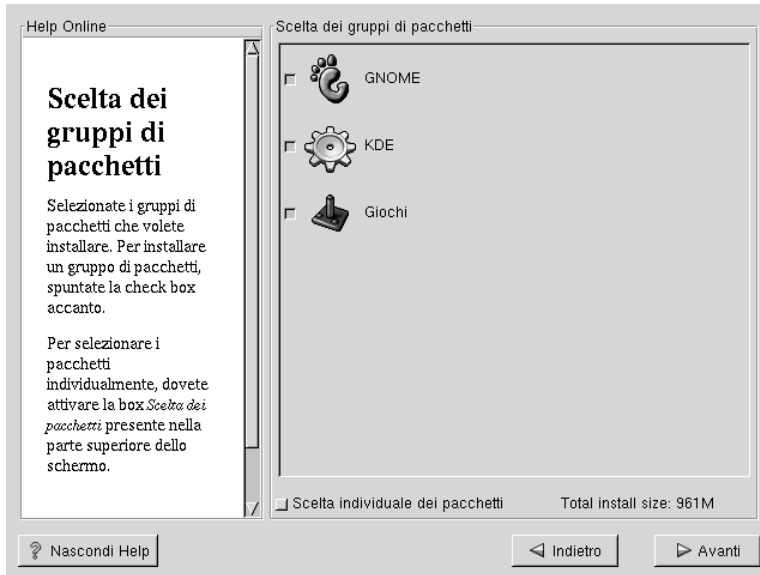 Help Online
Scelta dei
gruppi di
pacchetti
Selezionate i gruppi di
pacchetti che volete
installare. Per installare
un gruppo di pacchetti,
spuntate la check box
accanto.
Per selezionare i
pacchetti
individualmente, dovete
attivare la box Scelta dei
pacchetti presente nella
parte superiore dello
schermo.
Scelta dei gruppi di pacchetti
GNOME
KDE
Giochi
Scelta individuale dei pacchetti
Total install size: 961M
Nascondi Help
Indietro
Avanti